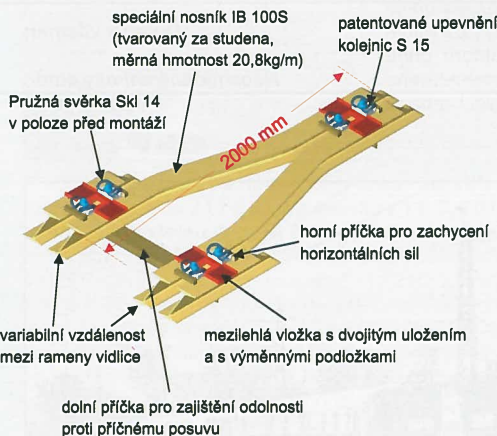 speciální nosník IB 100S
(tvarovaný za studena,
měrná hmotnost 20,8kg/m)
patentované upevnění
kolejnic S 15
Pružná svěrka Skl 14
v poloze před montáží
2000 mm
horní příčka pro zachycení
horizontálních sil
variabilní vzdálenost
mezi rameny vidlice
mezilehlá vložka s dvojitým uložením
a s výměnnými podložkami
dolní příčka pro zajištění odolnosti
proti příčnému posuvu